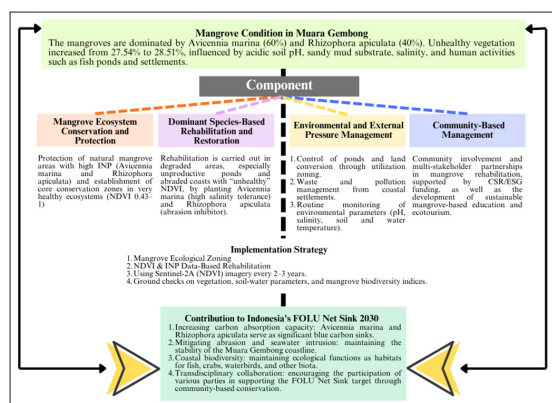 Mangrove Condition in Muara Gembong
The mangroves are dominated by Avicennia marina (60%) and Rhizophora apiculata (40%). Unhealthy vegetation
increased from 27.54% to 28.51%, influenced by acidic soil pH, sandy mud substrate, salinity, and human activities
such as fish ponds and settlements.
Component
Mangrove Ecosystem
Conservation and
Protection
Protection of natural mangrove
areas with high INP (Avicennia
marina and Rhizophora
apiculata) and establishment of
core conservation zones in very
healthy ecosystems (NDVI 0.43–
1)
Dominant Species-Based
Rehabilitation and
Restoration
Rehabilitation is carried out in
degraded areas, especially
unproductive ponds and
abraded coasts with "unhealthy"
NDVI, by planting Avicennia
marina (high salinity tolerance)
and Rhizophora apiculata
(abrasion inhibitor).
Environmental and External
Pressure Management
1.Control of ponds and land
conversion through utilization
zoning.
2.Waste and pollution
management from coastal
settlements.
3.Routine monitoring of
environmental parameters (pH,
salinity, soil and water
temperature).
Community-Based
Management
Community involvement and
multi-stakeholder partnerships
in mangrove rehabilitation,
supported by CSR/ESG
funding, as well as the
development of sustainable
mangrove-based education and
ecotourism.
Implementation Strategy
1.Mangrove Ecological Zoning
2.NDVI & INP Data-Based Rehabilitation
3.Using Sentinel-2A (NDVI) imagery every 2–3 years.
4.Ground checks on vegetation, soil-water parameters, and mangrove biodiversity indices.
Contribution to Indonesia's FOLU Net Sink 2030
1.Increasing carbon absorption capacity: Avicennia marina and
Rhizophora apiculata serve as significant blue carbon sinks.
2.Mitigating abrasion and seawater intrusion: maintaining the
stability of the Muara Gembong coastline.
3.Coastal biodiversity: maintaining ecological functions as habitats
for fish, crabs, waterbirds, and other biota.
4.Transdisciplinary collaboration: encouraging the participation of
various parties in supporting the FOLU Net Sink target through
community-based conservation.